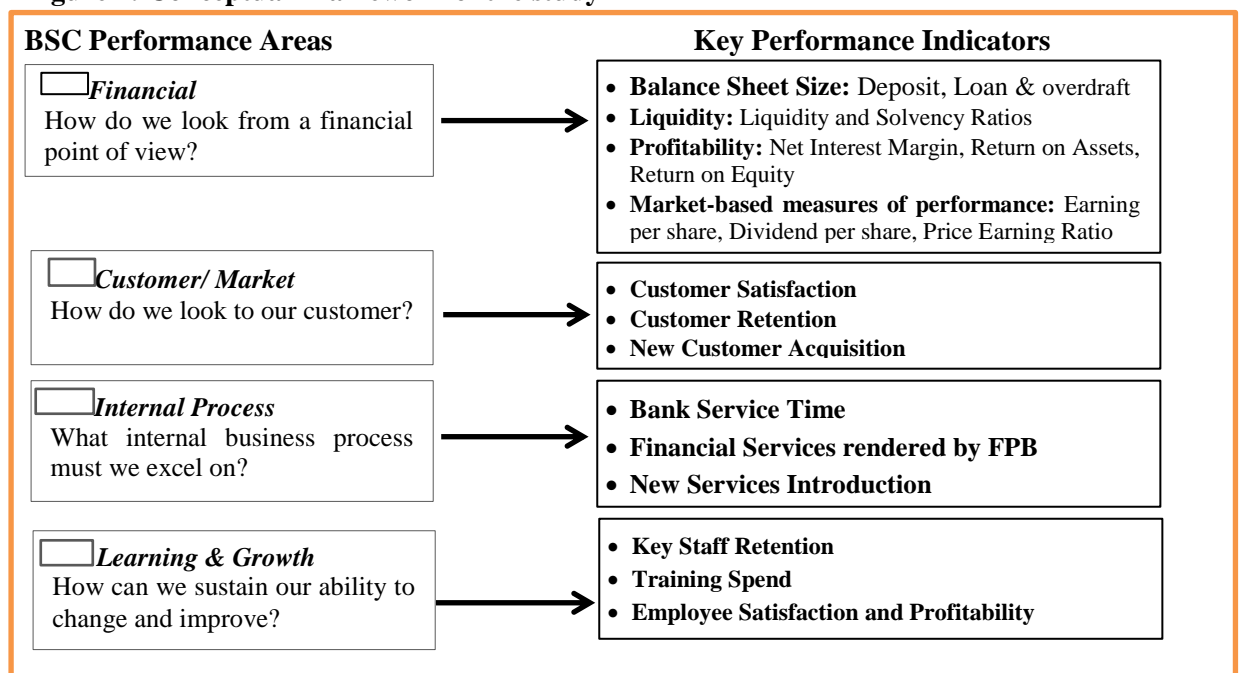 BSC Performance Areas
Key Performance Indicators
Financial
How do we look from a financial
point of view?
• Balance Sheet Size: Deposit, Loan & overdraft
• Liquidity: Liquidity and Solvency Ratios
• Profitability: Net Interest Margin, Return on Assets,
Return on Equity
• Market-based measures of performance: Earning
per share, Dividend per share, Price Earning Ratio
Customer/ Market
How do we look to our customer?
• Customer Satisfaction
• Customer Retention
• New Customer Acquisition
Internal Process
What internal business process
must we excel on?
• Bank Service Time
• Financial Services rendered by FPB
• New Services Introduction
Learning & Growth
How can we sustain our ability to
change and improve?
• Key Staff Retention
• Training Spend
• Employee Satisfaction and Profitability